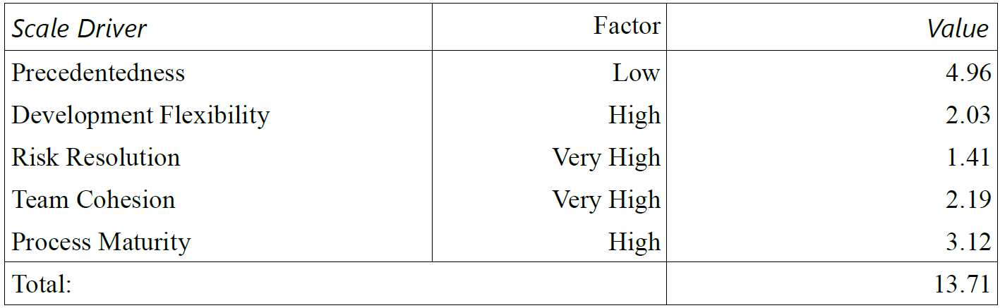 Scale Driver Factor Value
Precedentedness Low 4.96
Development Flexibility High 2.03
Risk Resolution Very High 1.41
Team Cohesion Very High 2.19
Process Maturity High 3.12
Total: 13.71